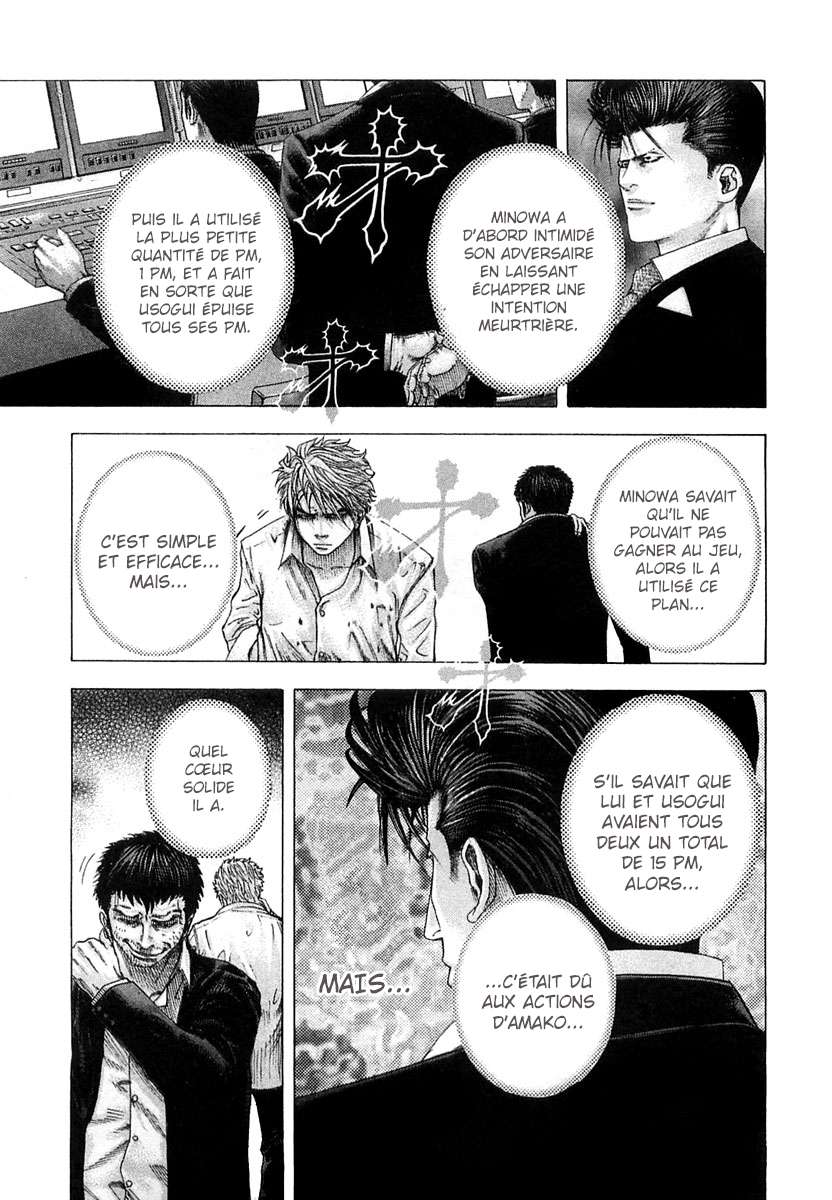 MINOWA A
D'ABORD INTIMIDÉ
SON ADVERSAIRE
EN LAISSANT
ÉCHAPPER UNE
INTENTION
MEURTRIÈRE.
PUIS IL A UTILISÉ
LA PLUS PETITE
QUANTITÉ DE PM,
1 PM, ET A FAIT
EN SORTE QUE
USOGUI ÉPUISE
TOUS SES PM.
MINOWA SAVAIT
QU'IL NE
POUVAIT PAS
GAGNER AU JEU,
ALORS IL A
UTILISÉ CE
PLAN...
C'EST SIMPLE
ET EFFICACE...
MAIS...
S'IL SAVAIT QUE
LUI ET USOGUI
AVAIENT TOUS
DEUX UN TOTAL
DE 15 PM,
ALORS...
...C'ÉTAIT DÛ
AUX ACTIONS
D'AMAKO...
MAIS...
QUEL
CŒUR
SOLIDE
IL A.